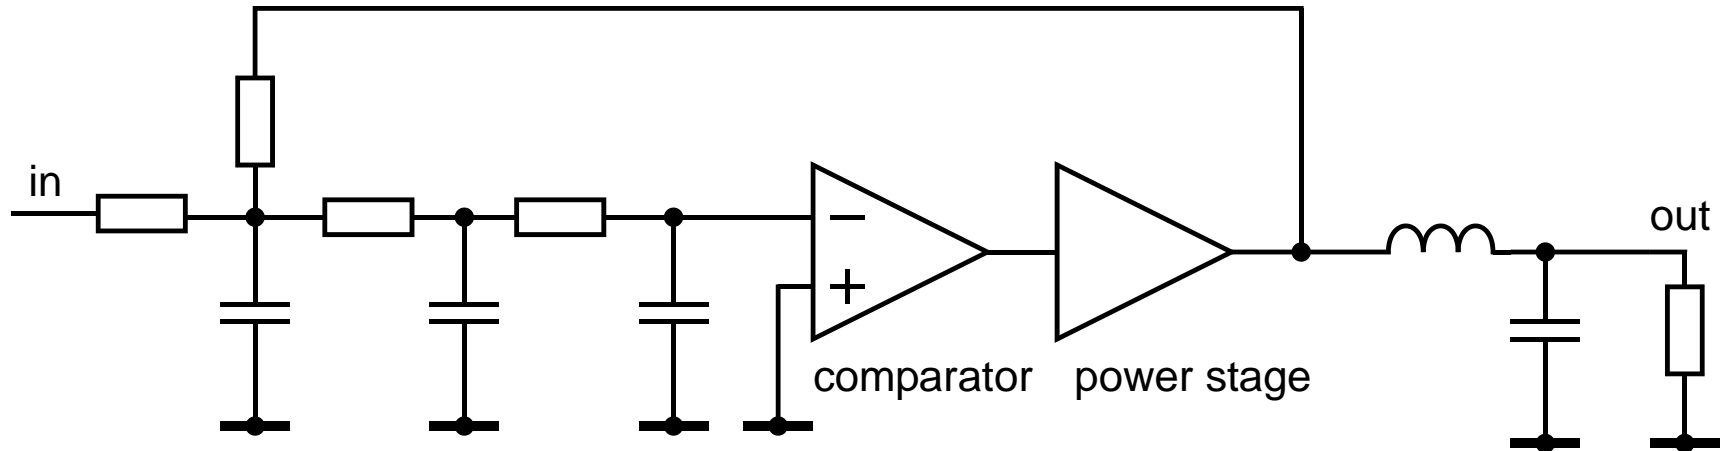 in
out
−
+
comparator
power stage